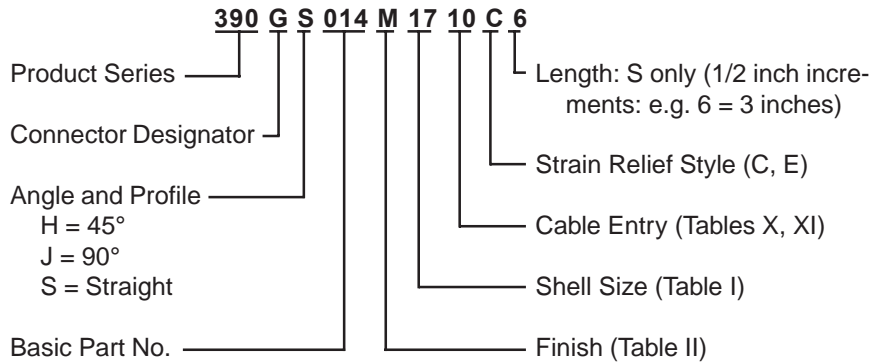 390 G S 014 M 17 10 C 6
Product Series
Connector Designator
Angle and Profile
H = 45°
J = 90°
S = Straight
Basic Part No.
Length: S only (1/2 inch incre-
ments: e.g. 6 = 3 inches)
Strain Relief Style (C, E)
Cable Entry (Tables X, XI)
Shell Size (Table I)
Finish (Table II)